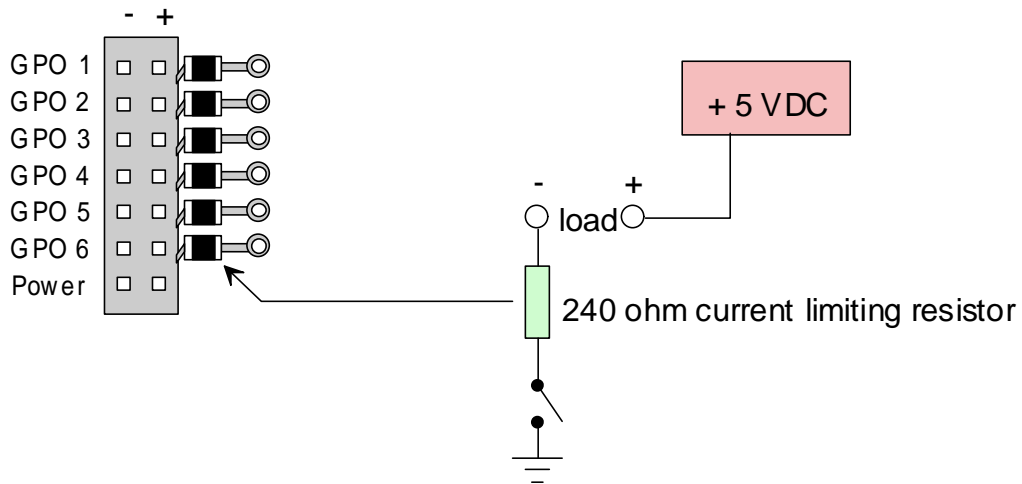 - +
GPO 1
GPO 2
GPO 3
GPO 4
GPO 5
GPO 6
Power
+ 5 VDC
- +
load
240 ohm current limiting resistor